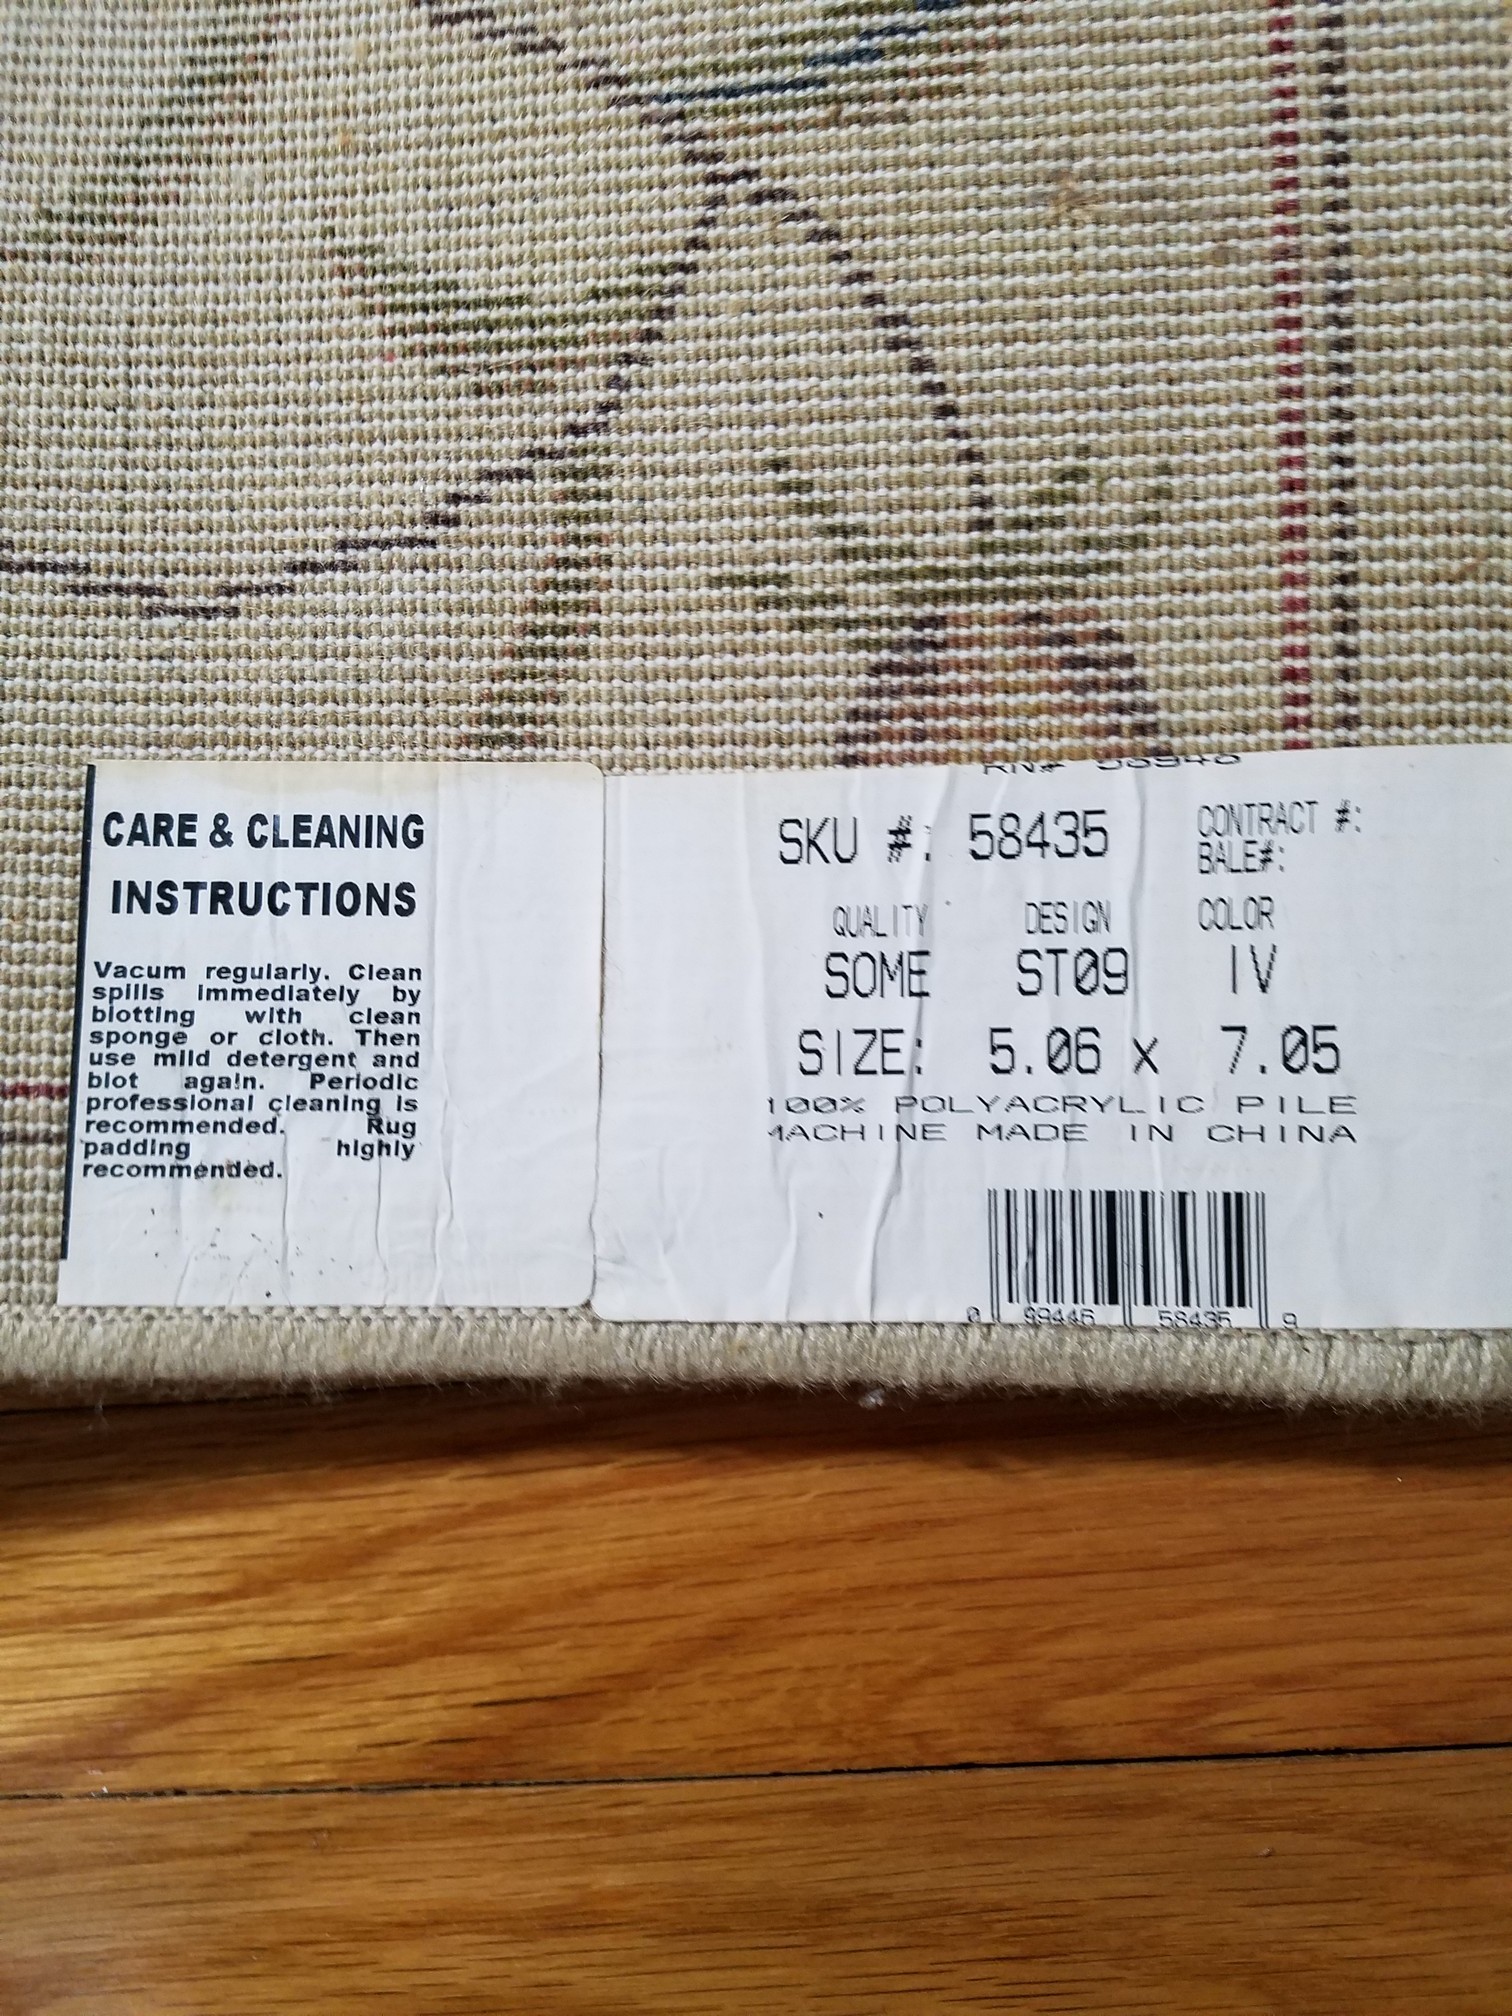 CARE & CLEANING
INSTRUCTIONS
Vacum regularly. Clean
spills immediately by
blotting with clean
sponge or cloth. Then
use mild detergent and
blot again. Periodic
professional cleaning is
recommended. Rug
padding highly
recommended.
RN#
SKU #: 58435
CONTRACT #:
BALE#:
QUALITY DESIGN COLOR
SOME ST09 IV
SIZE: 5.06 x 7.05
100% POLYACRYLIC PILE
MACHINE MADE IN CHINA
0 99446 58435 9